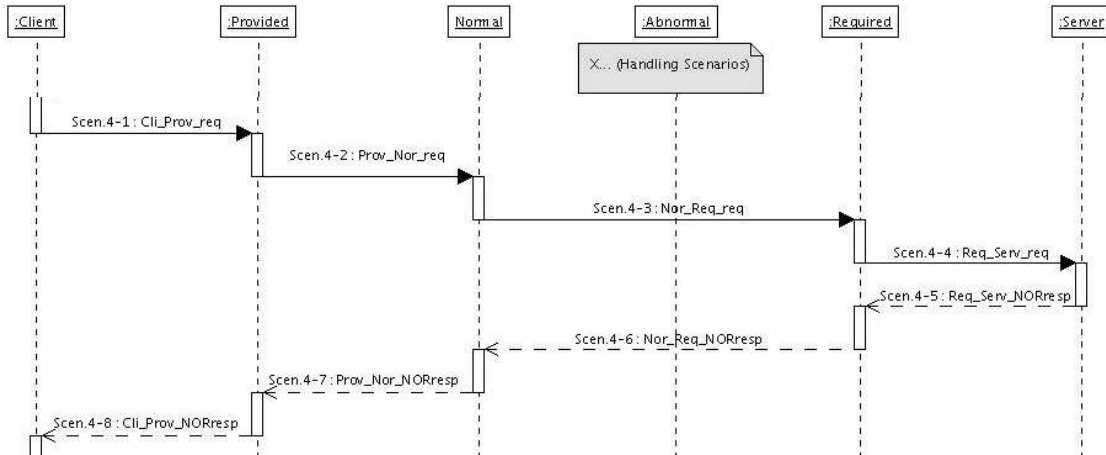 :Client
:Provided
Normal
:Abnormal
:Required
:Server
X... (Handling Scenarios)
Scen.4-1 : Cli_Prov_req
Scen.4-2 : Prov_Nor_req
Scen.4-3 : Nor_Req_req
Scen.4-4 : Req_Serv_req
Scen.4-5 : Req_Serv_NORresp
Scen.4-6 : Nor_Req_NORresp
Scen.4-7 : Prov_Nor_NORresp
Scen.4-8 : Cli_Prov_NORresp